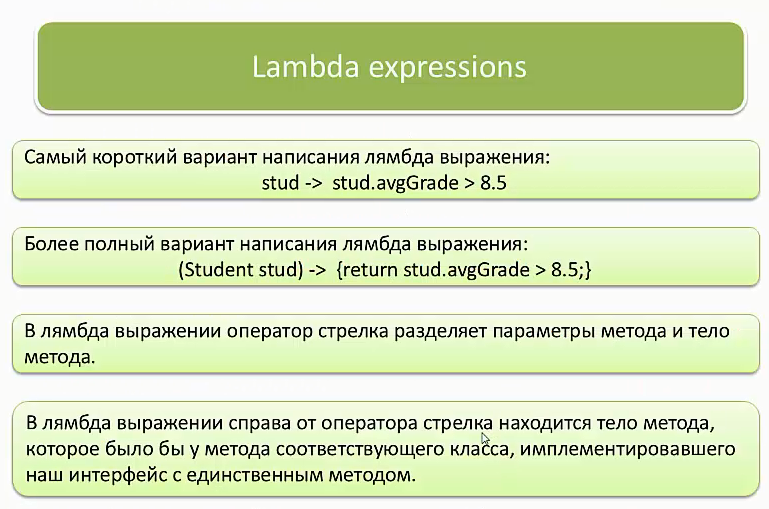 Lambda expressions
Самый короткий вариант написания лямбда выражения:
stud -> stud.avgGrade > 8.5
Более полный вариант написания лямбда выражения:
(Student stud) -> {return stud.avgGrade > 8.5;}
В лямбда выражении оператор стрелка разделяет параметры метода и тело
метода.
В лямбда выражении справа от оператора стрелка находится тело метода,
которое было бы у метода соответствующего класса, имплементировавшего
наш интерфейс с единственным методом.